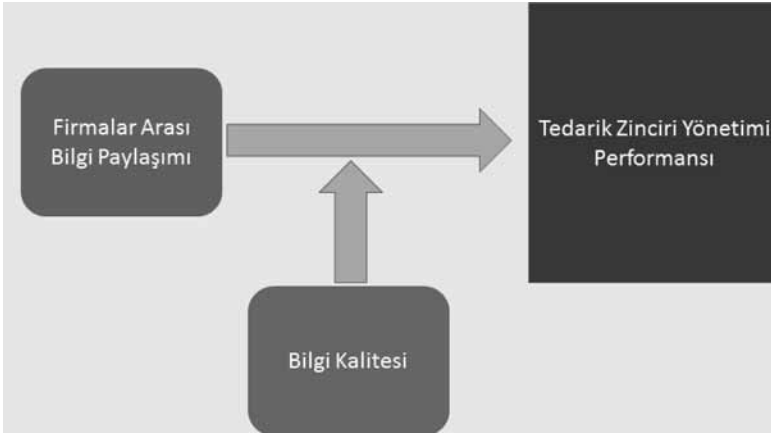 Firmalar Arası
Bilgi Paylaşımı
Tedarik Zinciri Yönetimi
Performansı
Bilgi Kalitesi